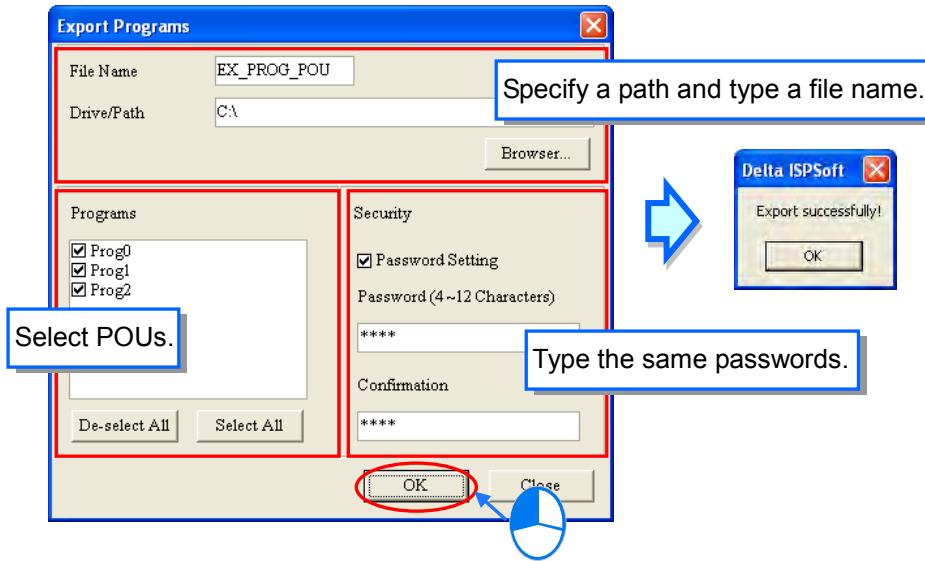 Export Programs
File Name
EX_PROG_POU
Specify a path and type a file name.
Drive/Path
C:\
Browser...
Delta ISPSoft
Export successfully!
OK
Programs
Prog0
Prog1
Prog2
Select POUs.
De-select All
Select All
Security
Password Setting
Password (4~12 Characters)
****
Type the same passwords.
Confirmation
****
OK
Close